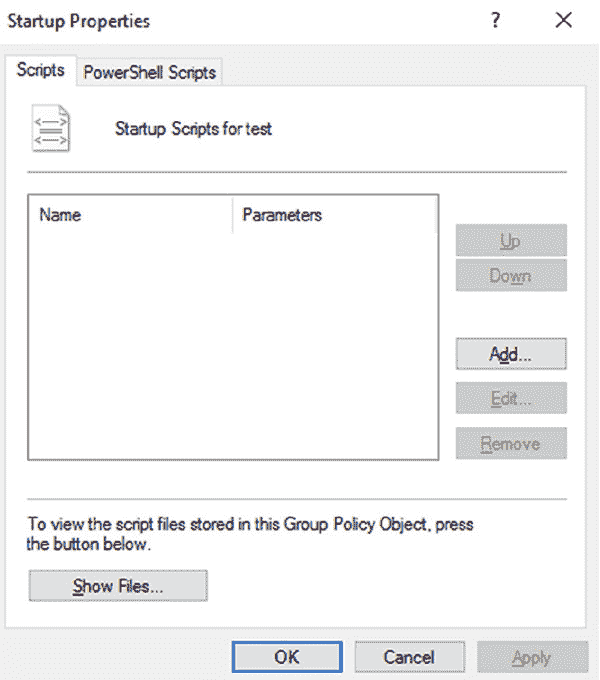 Startup Properties
?
Scripts
PowerShell Scripts
Startup Scripts for test
Name
Parameters
Up
Down
Add...
Edit...
Remove
To view the script files stored in this Group Policy Object, press
the button below.
Show Files...
OK
Cancel
Apply